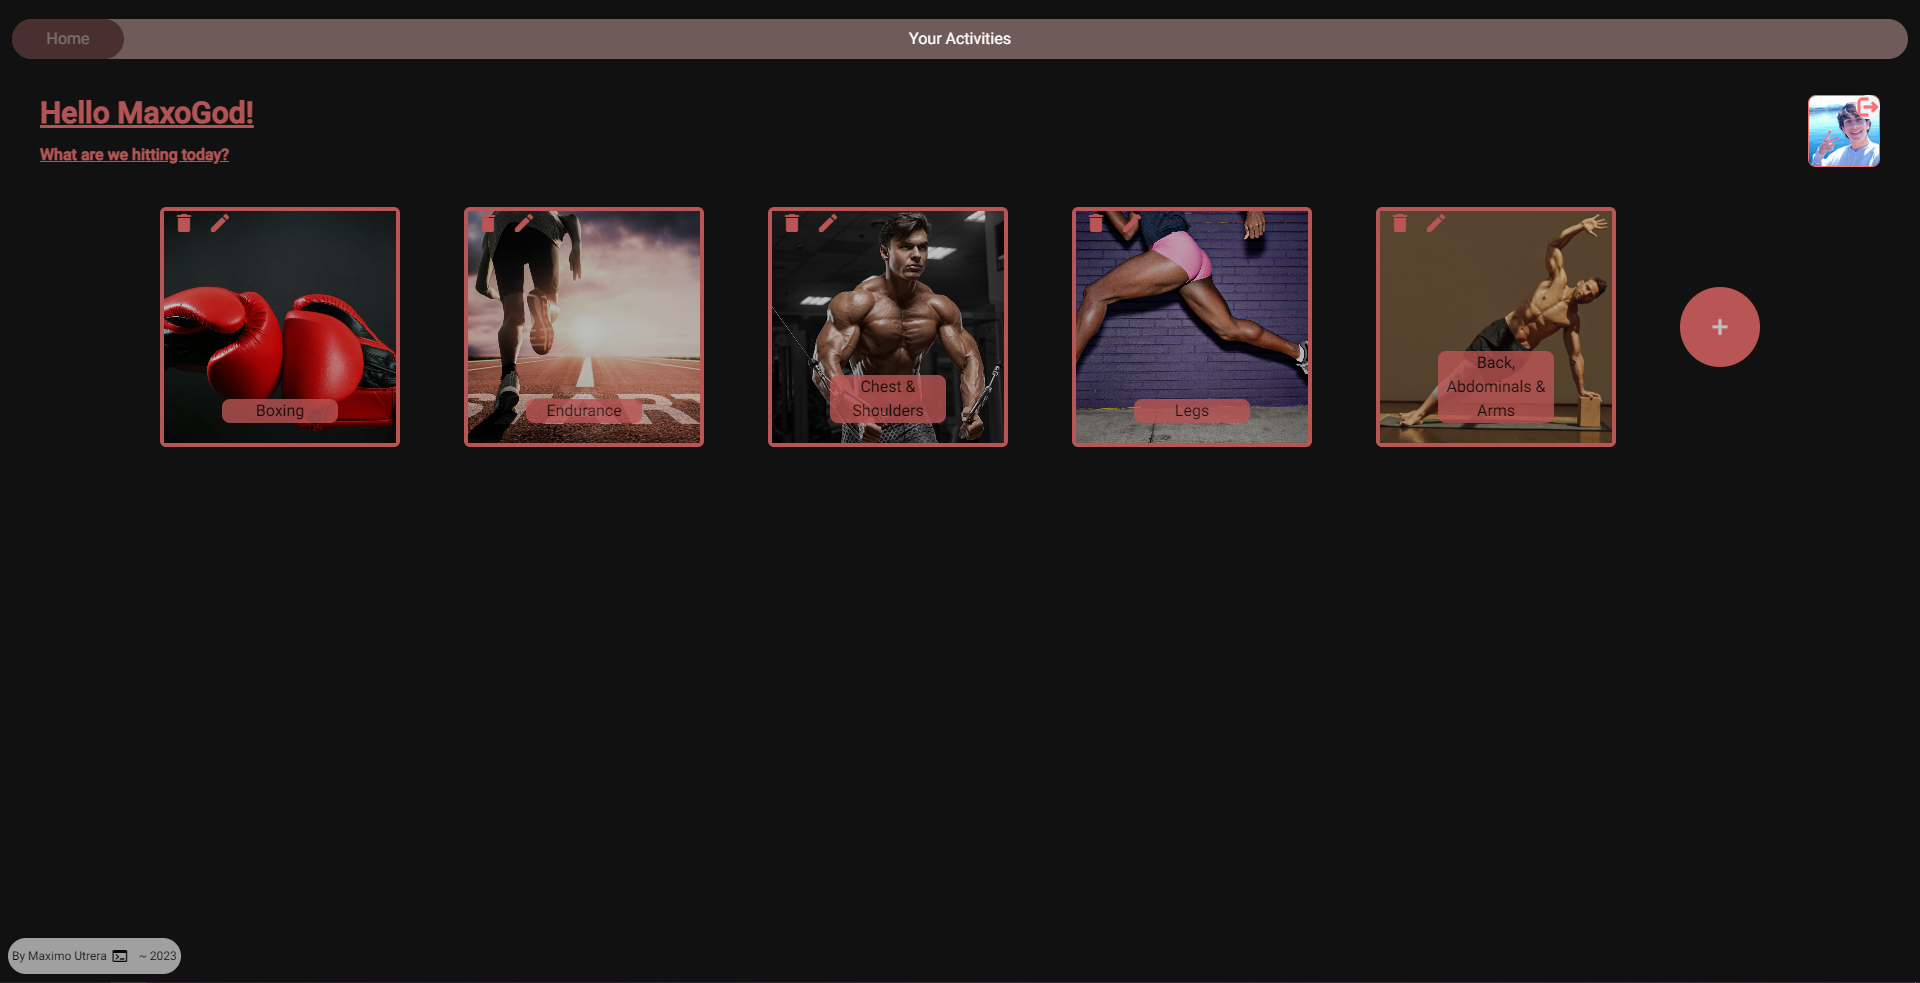 Home
Your Activities
Hello MaxoGod!
What are we hitting today?
Boxing
START
Endurance
Chest &
Shoulders
Legs
Back,
Abdominals &
Arms
+
By Maximo Utrera ~ 2023